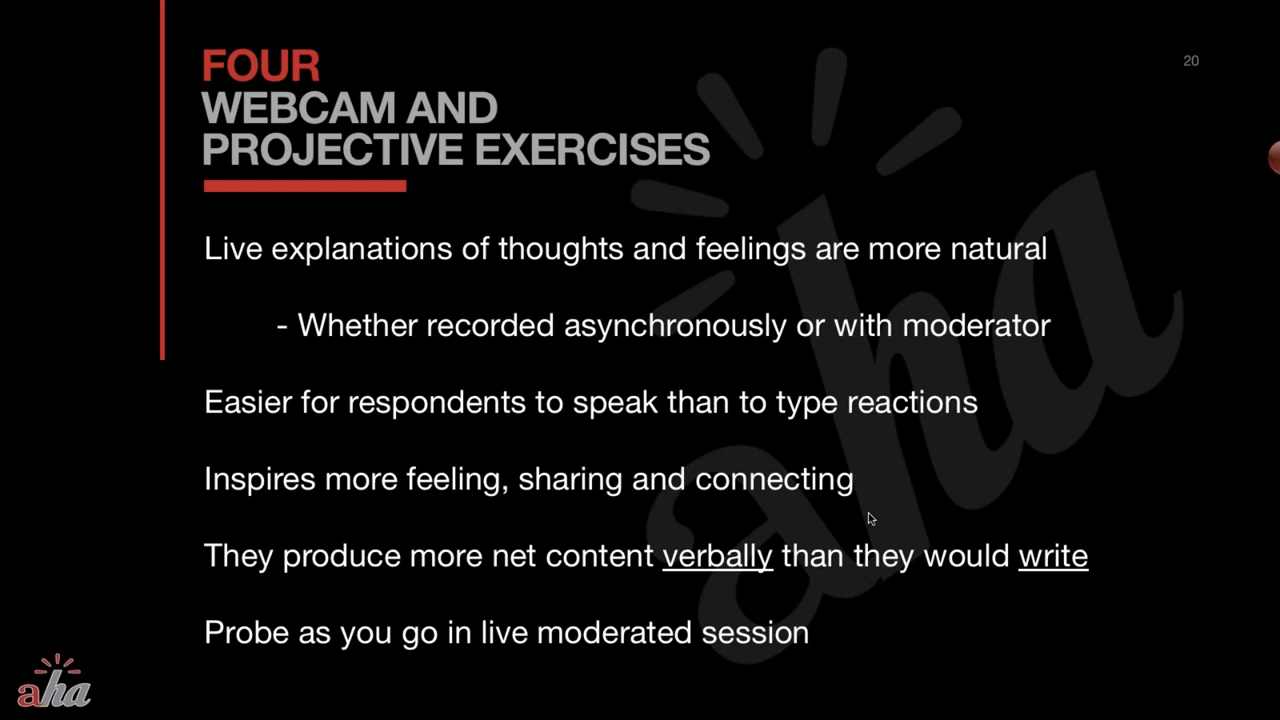 FOUR
20
WEBCAM AND
PROJECTIVE EXERCISES
Live explanations of thoughts and feelings are more natural
- Whether recorded asynchronously or with moderator
Easier for respondents to speak than to type reactions
Inspires more feeling, sharing and connecting
They produce more net content verbally than they would write
Probe as you go in live moderated session
aha
aha